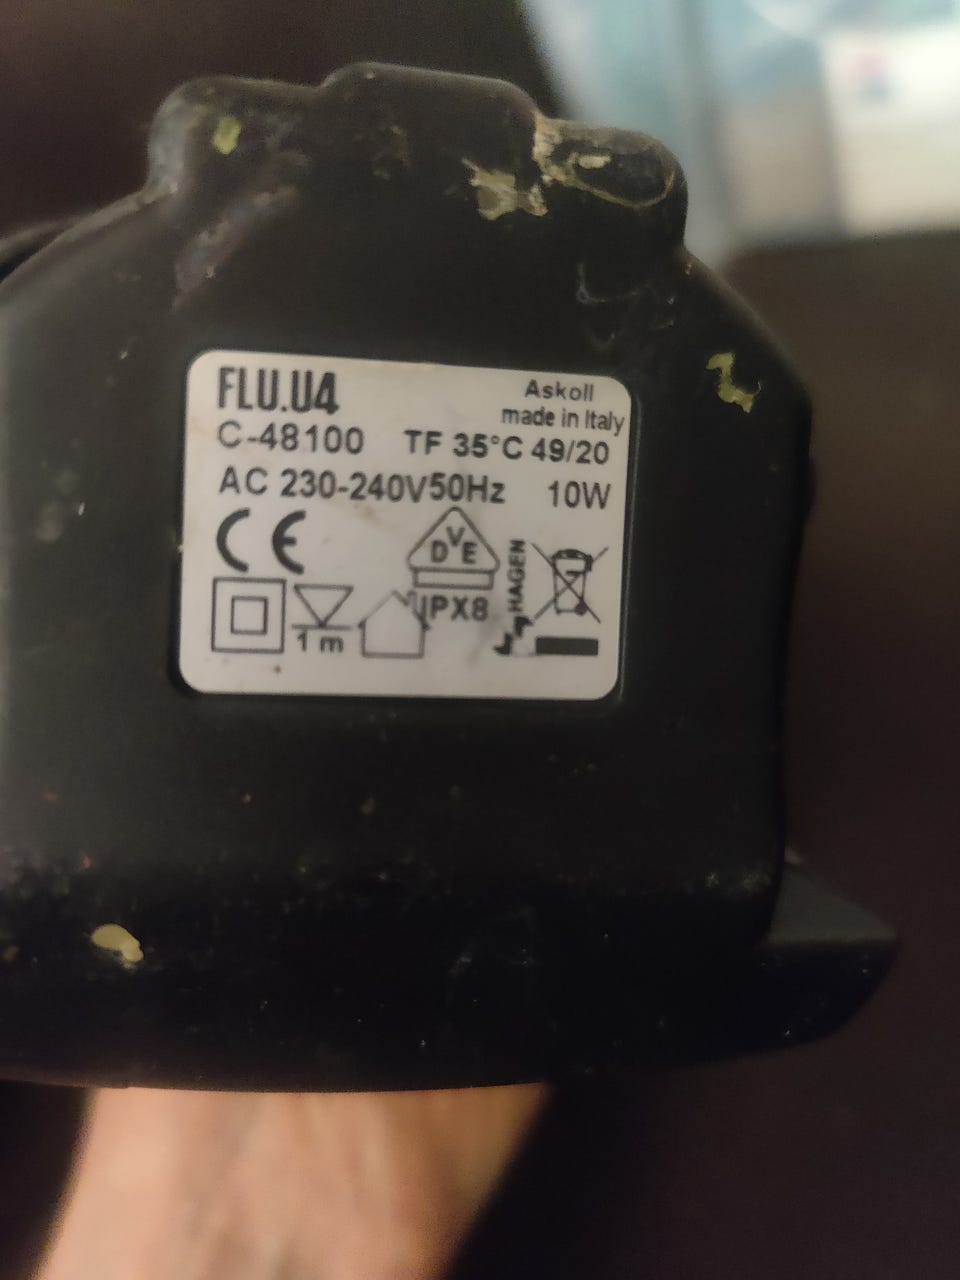 FLU.U4
Askoll
made in Italy
C-48100 TF 35°C 49/20
AC 230-240V50Hz 10W
CE
DVE
HAGEN
IPX8
1 m